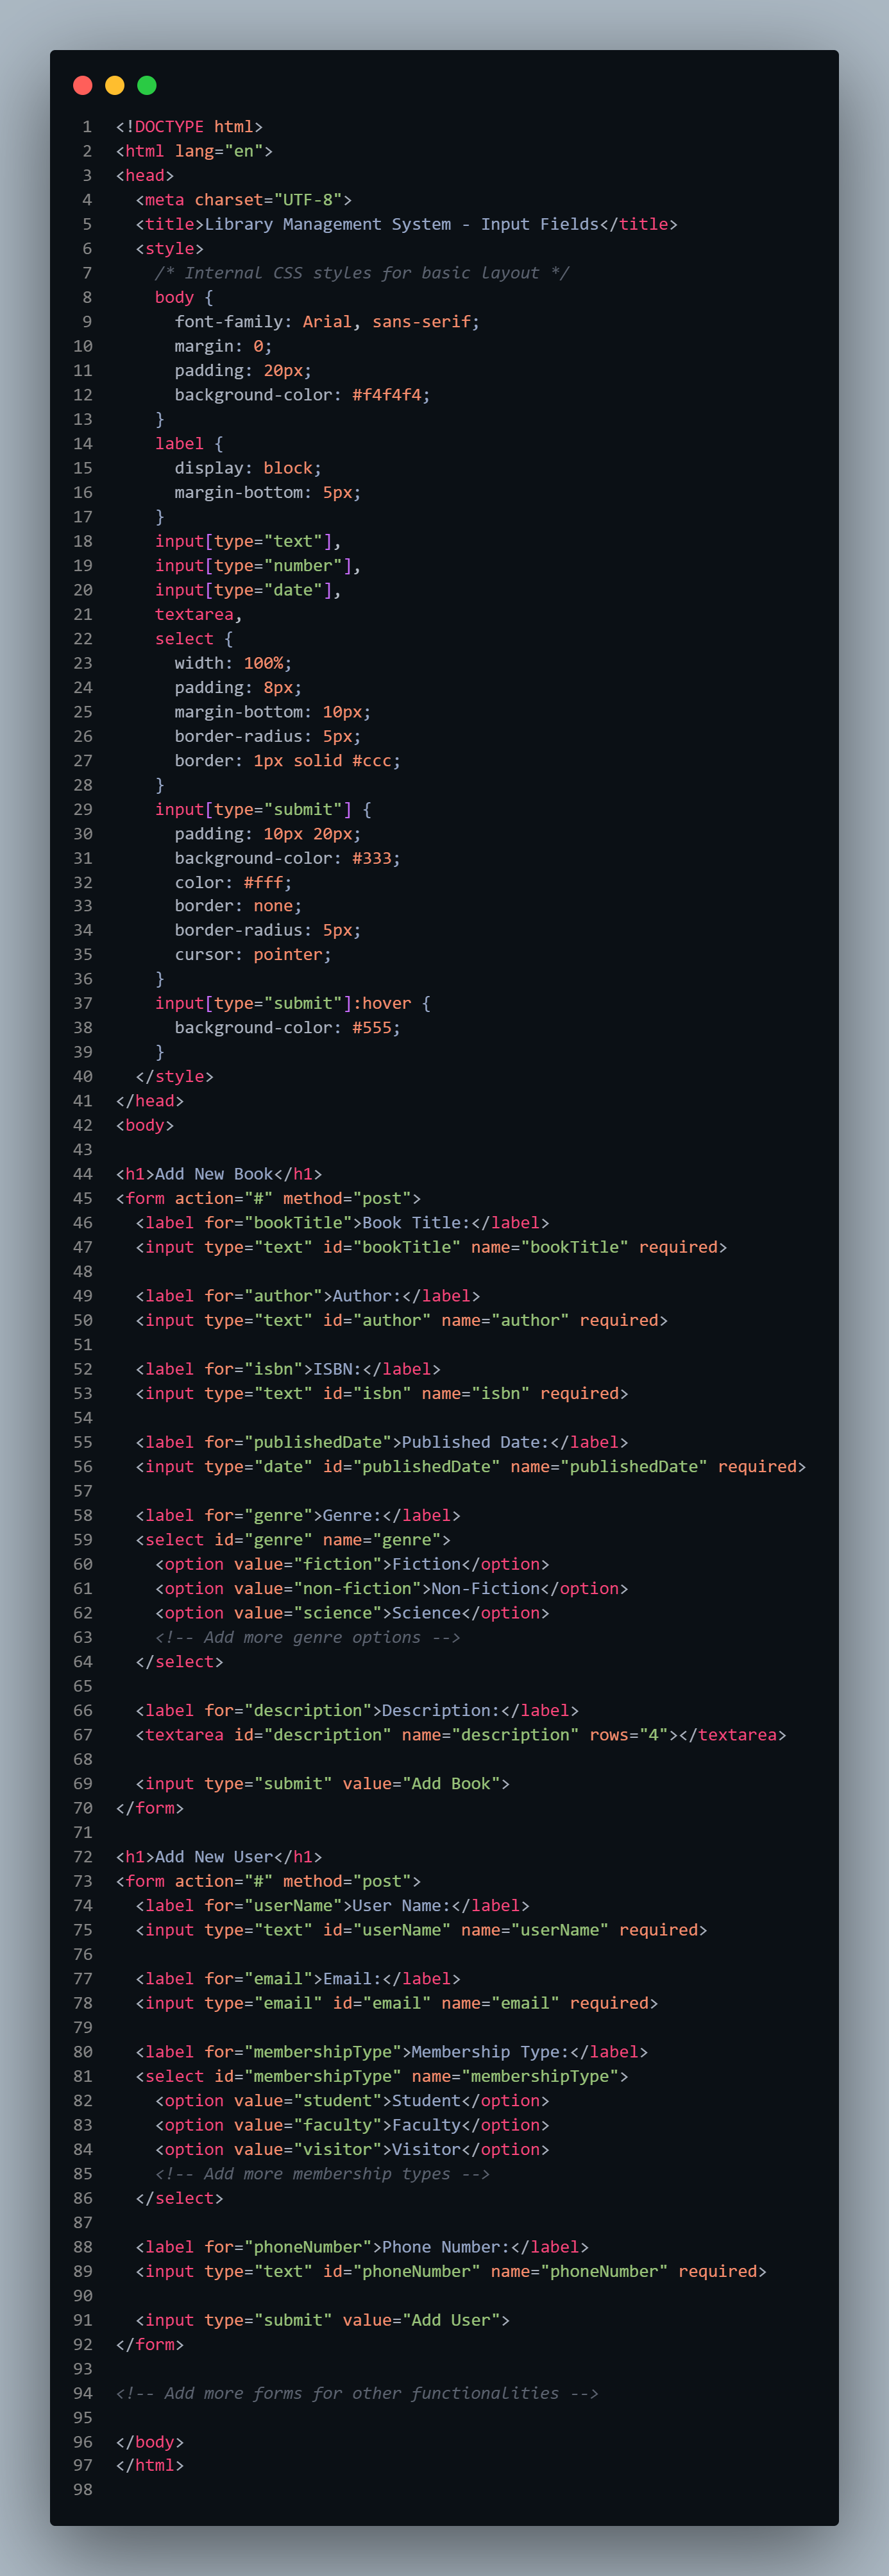 1 <!DOCTYPE html>
2 <html lang="en">
3 <head>
4   <meta charset="UTF-8">
5   <title>Library Management System - Input Fields</title>
6   <style>
7     /* Internal CSS styles for basic layout */
8     body {
9       font-family: Arial, sans-serif;
10       margin: 0;
11       padding: 20px;
12       background-color: #f4f4f4;
13     }
14     label {
15       display: block;
16       margin-bottom: 5px;
17     }
18     input[type="text"],
19     input[type="number"],
20     input[type="date"],
21     textarea,
22     select {
23       width: 100%;
24       padding: 8px;
25       margin-bottom: 10px;
26       border-radius: 5px;
27       border: 1px solid #ccc;
28     }
29     input[type="submit"] {
30       padding: 10px 20px;
31       background-color: #333;
32       color: #fff;
33       border: none;
34       border-radius: 5px;
35       cursor: pointer;
36     }
37     input[type="submit"]:hover {
38       background-color: #555;
39     }
40   </style>
41 </head>
42 <body>
43
44 <h1>Add New Book</h1>
45 <form action="#" method="post">
46   <label for="bookTitle">Book Title:</label>
47   <input type="text" id="bookTitle" name="bookTitle" required>
48
49   <label for="author">Author:</label>
50   <input type="text" id="author" name="author" required>
51
52   <label for="isbn">ISBN:</label>
53   <input type="text" id="isbn" name="isbn" required>
54
55   <label for="publishedDate">Published Date:</label>
56   <input type="date" id="publishedDate" name="publishedDate" required>
57
58   <label for="genre">Genre:</label>
59   <select id="genre" name="genre">
60     <option value="fiction">Fiction</option>
61     <option value="non-fiction">Non-Fiction</option>
62     <option value="science">Science</option>
63     <!-- Add more genre options -->
64   </select>
65
66   <label for="description">Description:</label>
67   <textarea id="description" name="description" rows="4"></textarea>
68
69   <input type="submit" value="Add Book">
70 </form>
71
72 <h1>Add New User</h1>
73 <form action="#" method="post">
74   <label for="userName">User Name:</label>
75   <input type="text" id="userName" name="userName" required>
76
77   <label for="email">Email:</label>
78   <input type="email" id="email" name="email" required>
79
80   <label for="membershipType">Membership Type:</label>
81   <select id="membershipType" name="membershipType">
82     <option value="student">Student</option>
83     <option value="faculty">Faculty</option>
84     <option value="visitor">Visitor</option>
85     <!-- Add more membership types -->
86   </select>
87
88   <label for="phoneNumber">Phone Number:</label>
89   <input type="text" id="phoneNumber" name="phoneNumber" required>
90
91   <input type="submit" value="Add User">
92 </form>
93
94 <!-- Add more forms for other functionalities -->
95
96 </body>
97 </html>
98